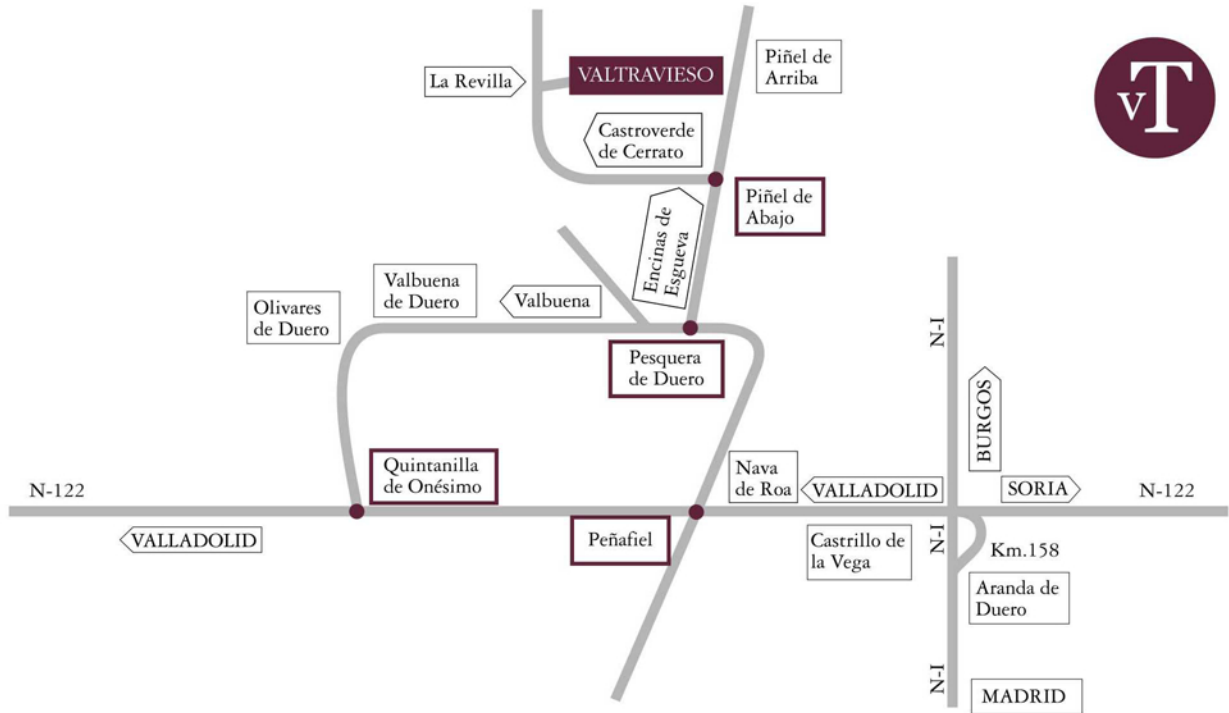 Piñel de
Arriba
La Revilla
VALTRAVIESO
vT
Castroverde
de Cerrato
Piñel de
Abajo
Encinas de
Esgueva
Valbuena
de Duero
Valbuena
Olivares
de Duero
N-I
Pesquera
de Duero
BURGOS
Quintanilla
de Onésimo
Nava
de Roa
VALLADOLID
SORIA
N-122
N-122
VALLADOLID
Peñafiel
Castrillo de
la Vega
N-I
Km.158
Aranda de
Duero
N-I
MADRID